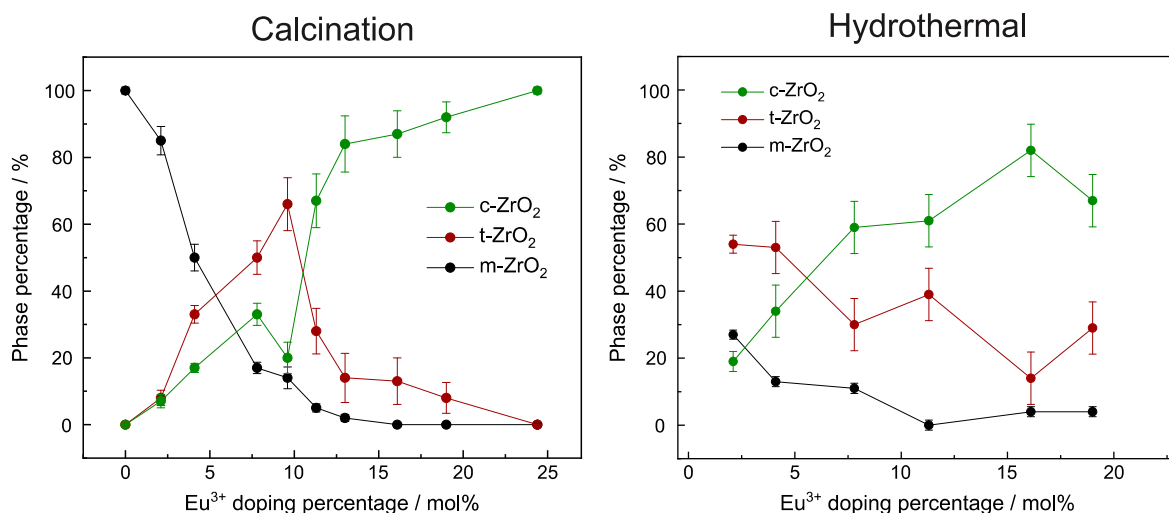 Calcination
Phase percentage / %
100
80
60
40
20
0
c-ZrO₂
t-ZrO₂
m-ZrO₂
0 5 10 15 20 25
Eu³⁺ doping percentage / mol%
Hydrothermal
Phase percentage / %
100
80
60
40
20
0
c-ZrO₂
t-ZrO₂
m-ZrO₂
0 5 10 15 20
Eu³⁺ doping percentage / mol%